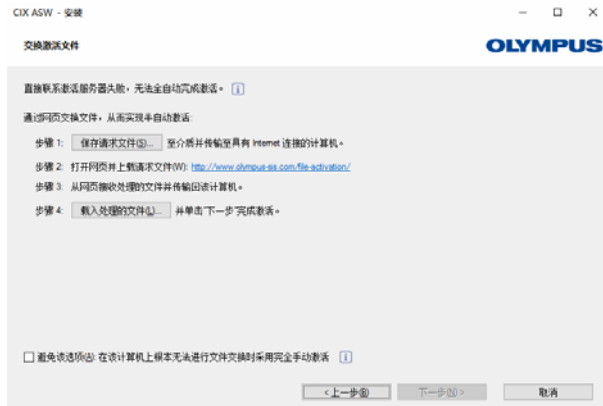 CIX ASW - 安装
交换激活文件
OLYMPUS
直接联系激活服务器失败，无法全自动完成激活。
通过网页交换文件，从而实现半自动激活:
步骤 1: 保存请求文件(S)... 至介质并传输至具有 Internet 连接的计算机。
步骤 2: 打开网页并上载请求文件(W): http://www.olympus-sis.com/file-activation/
步骤 3: 从网页接收处理的文件并传输回该计算机。
步骤 4: 载入处理的文件(L)... 并单击“下一步”完成激活。
避免该选项(A): 在该计算机上根本无法进行文件交换时采用完全手动激活
<上一步(B) 下一步(N)> 取消